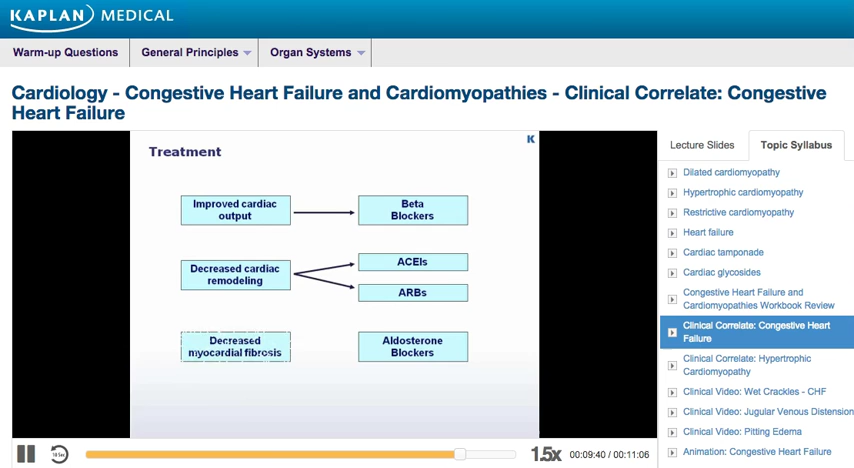 KAPLAN MEDICAL
Warm-up Questions General Principles Organ Systems
Cardiology - Congestive Heart Failure and Cardiomyopathies - Clinical Correlate: Congestive
Heart Failure
K
Treatment
Improved cardiac
output
Beta
Blockers
Decreased cardiac
remodeling
ACEIs
ARBs
Decreased
myocardial fibrosis
Aldosterone
Blockers
10 Sec
1.5x 00:09:40 / 00:11:06
Lecture Slides Topic Syllabus
Dilated cardiomyopathy
Hypertrophic cardiomyopathy
Restrictive cardiomyopathy
Heart failure
Cardiac tamponade
Cardiac glycosides
Congestive Heart Failure and
Cardiomyopathies Workbook Review
Clinical Correlate: Congestive Heart
Failure
Clinical Correlate: Hypertrophic
Cardiomyopathy
Clinical Video: Wet Crackles - CHF
Clinical Video: Jugular Venous Distension
Clinical Video: Pitting Edema
Animation: Congestive Heart Failure